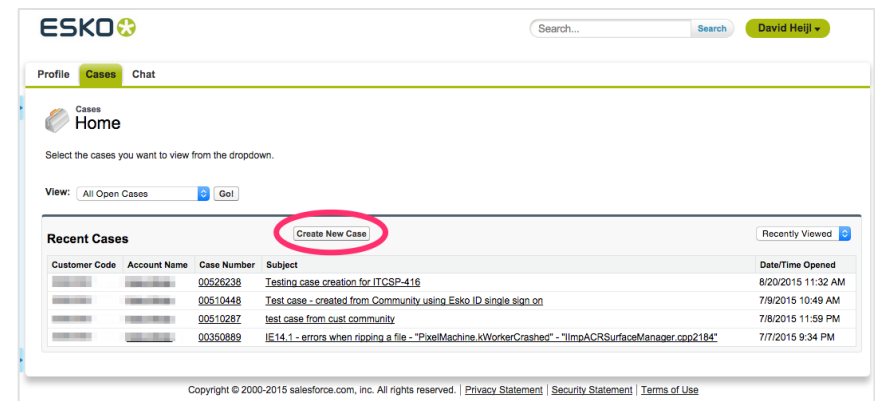 ESKO
Search... Search David Heijl
Profile Cases Chat
Cases
Home
Select the cases you want to view from the dropdown.
View: All Open Cases Go!
Recent Cases Create New Case Recently Viewed
Customer Code Account Name Case Number Subject Date/Time Opened
00526238 Testing case creation for ITCSP-416 8/20/2015 11:32 AM
00510448 Test case - created from Community using Esko ID single sign on 7/9/2015 10:49 AM
00510287 test case from cust community 7/8/2015 11:59 PM
00350889 IE14.1 - errors when ripping a file - "PixelMachine.kWorkerCrashed" - "IImpACRSurfaceManager.cpp2184" 7/7/2015 9:34 PM
Copyright © 2000-2015 salesforce.com, inc. All rights reserved. | Privacy Statement | Security Statement | Terms of Use